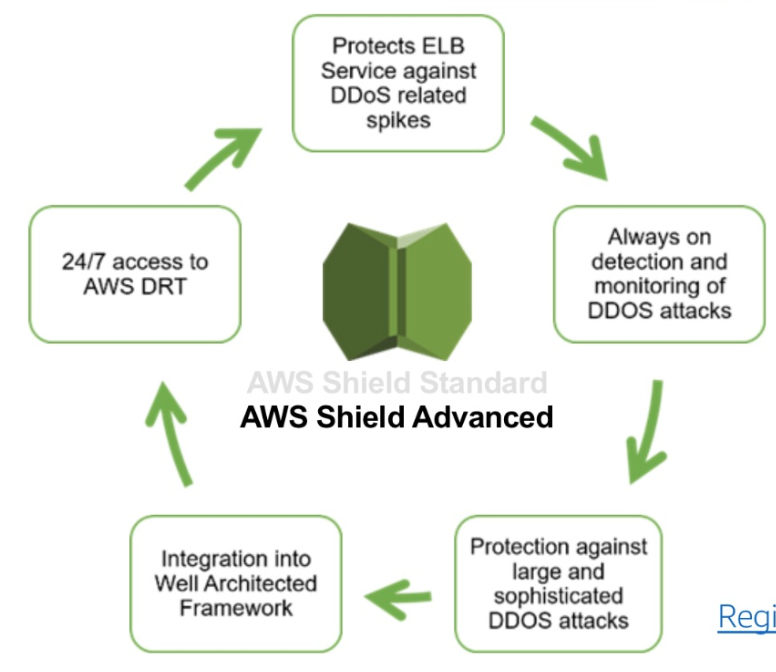 Protects ELB
Service against
DDoS related
spikes
Always on
detection and
monitoring of
DDOS attacks
24/7 access to
AWS DRT
AWS Shield Standard
AWS Shield Advanced
Protection against
large and
sophisticated
DDOS attacks
Integration into
Well Architected
Framework
Regi